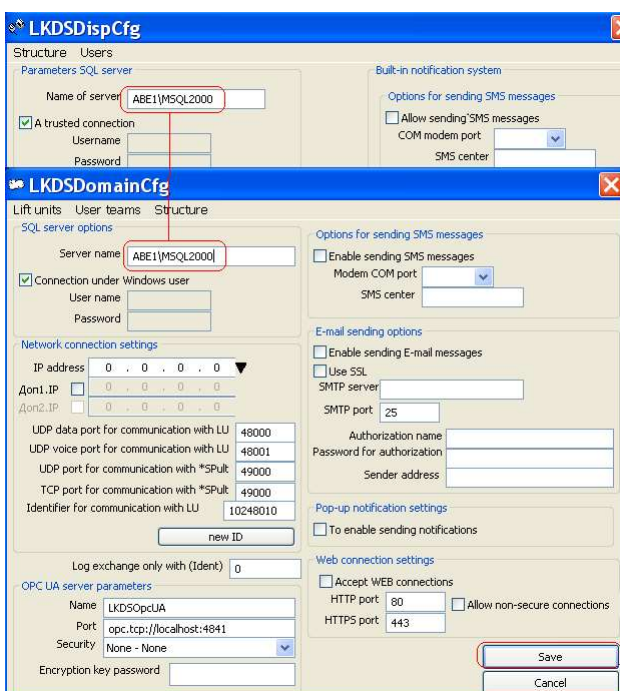 LKDSDispCfg
Structure Users
Parameters SQL server
Name of server ABE1\MSQL2000
A trusted connection
Username
Password
Built-in notification system
Options for sending SMS messages
Allow sending'SMS messages
COM modem port
SMS center
LKDSDomainCfg
Lift units User teams Structure
SQL server options
Server name ABE1\MSQL2000
Connection under Windows user
User name
Password
Network connection settings
IP address 0 . 0 . 0 . 0
Доп1.IP 0 . 0 . 0 . 0
Доп2.IP 0 . 0 . 0 . 0
UDP data port for communication with LU 48000
UDP voice port for communication with LU 48001
UDP port for communication with *SPult 49000
TCP port for communication with *SPult 49000
Identifier for communication with LU 10248010
new ID
Log exchange only with (Ident) 0
OPC UA server parameters
Name LKDSOpcUA
Port opc.tcp://localhost:4841
Security None - None
Encryption key password
Options for sending SMS messages
Enable sending SMS messages
Modem COM port
SMS center
E-mail sending options
Enable sending E-mail messages
Use SSL
SMTP server
SMTP port 25
Authorization name
Password for authorization
Sender address
Pop-up notification settings
To enable sending notifications
Web connection settings
Accept WEB connections
HTTP port 80 Allow non-secure connections
HTTPS port 443
Save
Cancel